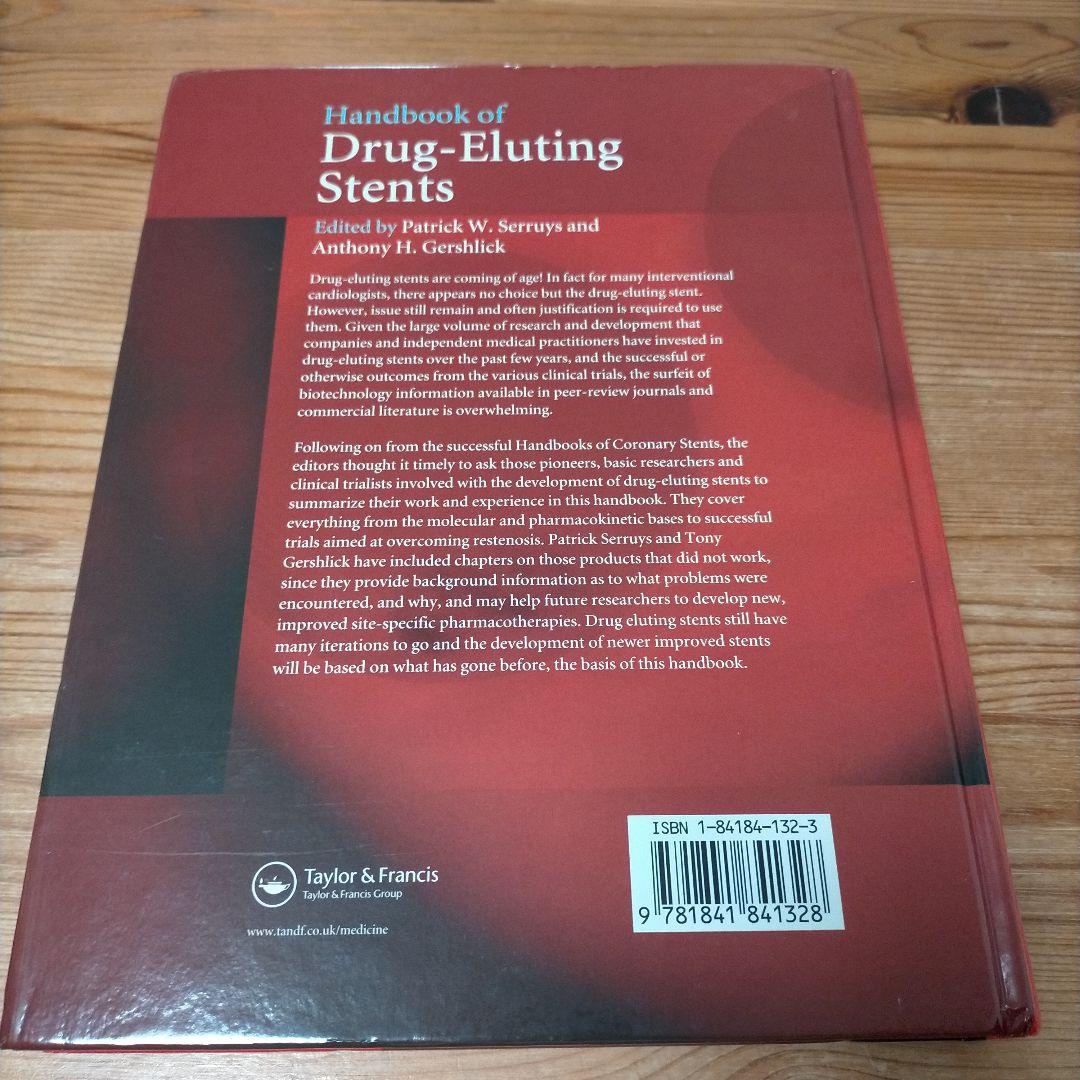 Handbook of
Drug-Eluting
Stents
Edited by Patrick W. Serruys and
Anthony H. Gershlick
Drug-eluting stents are coming of age! In fact for many interventional
cardiologists, there appears no choice but the drug-eluting stent.
However, issue still remain and often justification is required to use
them. Given the large volume of research and development that
companies and independent medical practitioners have invested in
drug-eluting stents over the past few years, and the successful or
otherwise outcomes from the various clinical trials, the surfeit of
biotechnology information available in peer-review journals and
commercial literature is overwhelming.
Following on from the successful Handbooks of Coronary Stents, the
editors thought it timely to ask those pioneers, basic researchers and
clinical trialists involved with the development of drug-eluting stents to
summarize their work and experience in this handbook. They cover
everything from the molecular and pharmacokinetic bases to successful
trials aimed at overcoming restenosis. Patrick Serruys and Tony
Gershlick have included chapters on those products that did not work,
since they provide background information as to what problems were
encountered, and why, and may help future researchers to develop new,
improved site-specific pharmacotherapies. Drug eluting stents still have
many iterations to go and the development of newer improved stents
will be based on what has gone before, the basis of this handbook.
ISBN 1-84184-132-3
9 781841 841328
Taylor & Francis
Taylor & Francis Group
www.tandf.co.uk/medicine